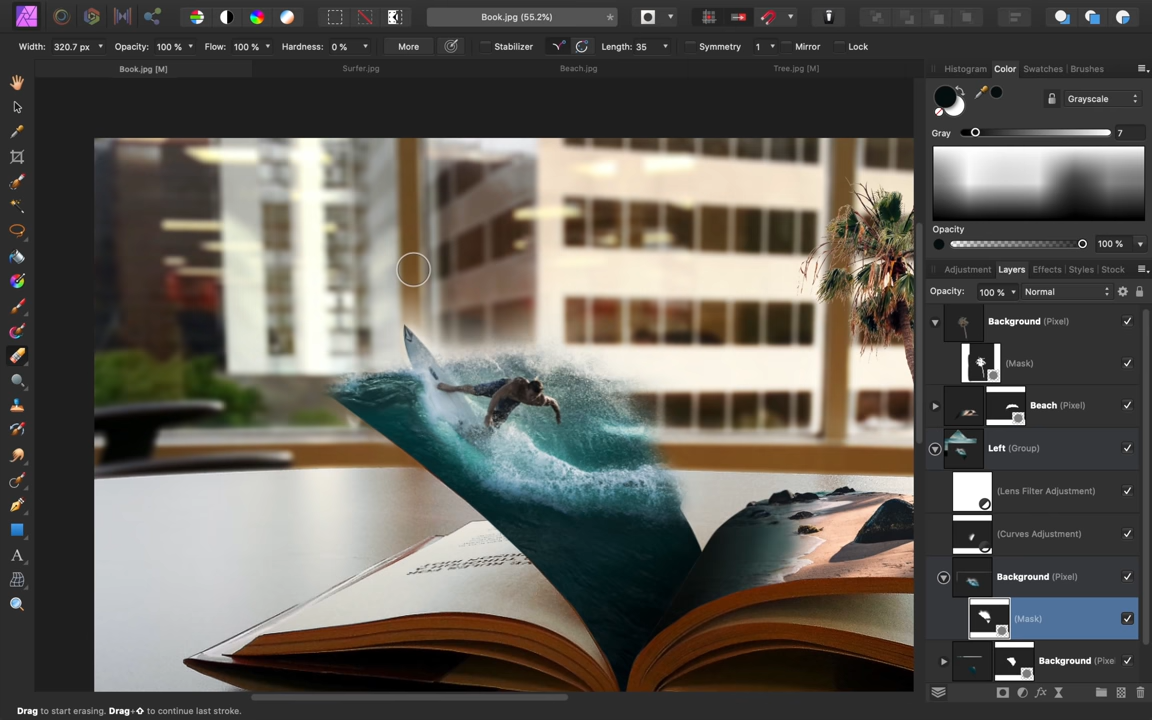 Book.jpg (55.2%)
Width: 320.7 px Opacity: 100 % Flow: 100 % Hardness: 0 % More Stabilizer Length: 35 Symmetry 1 Mirror Lock
Book.jpg [M] Surfer.jpg Beach.jpg Tree.jpg [M]
Histogram Color Swatches Brushes
Grayscale
Gray 7
Opacity
100 %
Adjustment Layers Effects Styles Stock
Opacity: 100 % Normal
Background (Pixel)
(Mask)
Beach (Pixel)
Left (Group)
(Lens Filter Adjustment)
(Curves Adjustment)
Background (Pixel)
(Mask)
Background (Pixe
A
Drag to start erasing. Drag+⇧ to continue last stroke.